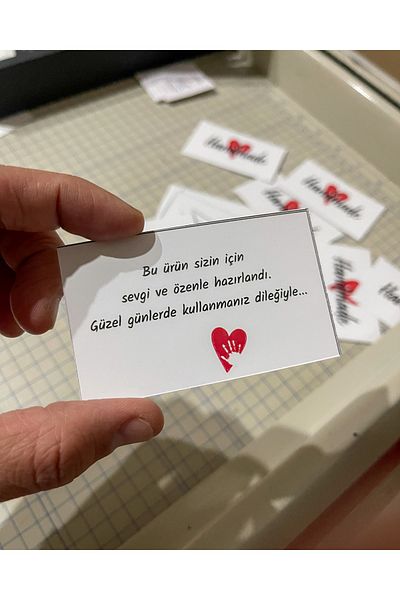 Bu ürün sizin için
sevgi ve özenle hazırlandı.
Güzel günlerde kullanmanız dileğiyle...